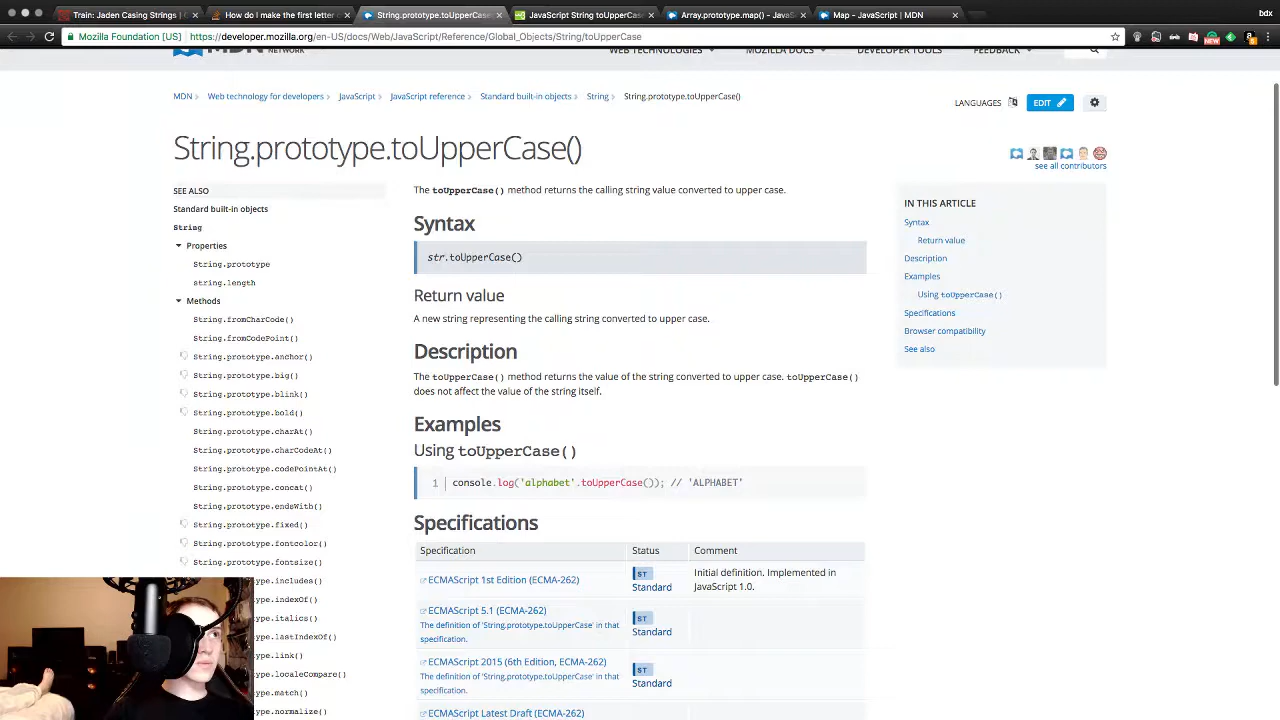 Train: Jaden Casing Strings |
How do I make the first letter
String.prototype.toUpperCase
JavaScript String toUpperCase
Array.prototype.map() - JavaS
Map - JavaScript | MDN
bdx
Mozilla Foundation [US]
https://developer.mozilla.org/en-US/docs/Web/JavaScript/Reference/Global_Objects/String/toUpperCase
NEW
MDN NETWORK
WEB TECHNOLOGIES
MOZILLA DOCS
DEVELOPER TOOLS
FEEDBACK
MDN
Web technology for developers
JavaScript
JavaScript reference
Standard built-in objects
String
String.prototype.toUpperCase()
LANGUAGES
EDIT
String.prototype.toUpperCase()
see all contributors
SEE ALSO
Standard built-in objects
String
Properties
String.prototype
String.length
Methods
String.fromCharCode()
String.fromCodePoint()
String.prototype.anchor()
String.prototype.big()
String.prototype.blink()
String.prototype.bold()
String.prototype.charAt()
String.prototype.charCodeAt()
String.prototype.codePointAt()
String.prototype.concat()
String.prototype.endsWith()
String.prototype.fixed()
String.prototype.fontcolor()
String.prototype.fontsize()
ype.includes()
ype.indexOf()
ype.italics()
ype.lastIndexOf()
ype.link()
ype.localeCompare()
ype.match()
ype.normalize()
The toUpperCase() method returns the calling string value converted to upper case.
Syntax
str.toUpperCase()
Return value
A new string representing the calling string converted to upper case.
Description
The toUpperCase() method returns the value of the string converted to upper case. toUpperCase()
does not affect the value of the string itself.
Examples
Using toUpperCase()
1 console.log('alphabet'.toUpperCase()); // 'ALPHABET'
Specifications
Specification Status Comment
ECMAScript 1st Edition (ECMA-262)
ST
Standard
Initial definition. Implemented in
JavaScript 1.0.
ECMAScript 5.1 (ECMA-262)
The definition of 'String.prototype.toUpperCase' in that
specification.
ST
Standard
ECMAScript 2015 (6th Edition, ECMA-262)
The definition of 'String.prototype.toUpperCase' in that
specification.
ST
Standard
ECMAScript Latest Draft (ECMA-262)
IN THIS ARTICLE
Syntax
Return value
Description
Examples
Using toUpperCase()
Specifications
Browser compatibility
See also